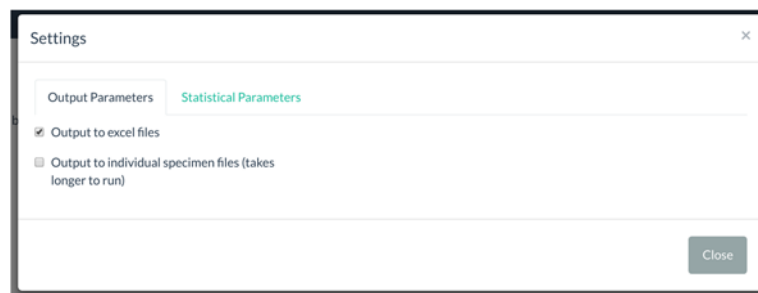 Settings
×
Output Parameters Statistical Parameters
b
Output to excel files
Output to individual specimen files (takes
longer to run)
Close